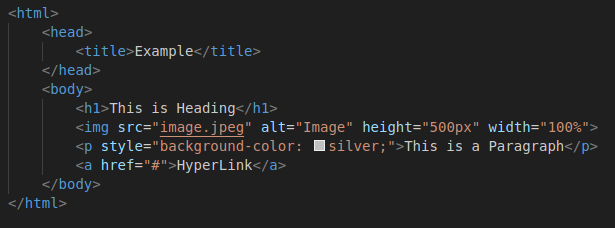 <html>
<head>
<title>Example</title>
</head>
<body>
<h1>This is Heading</h1>
<img src="image.jpeg" alt="Image" height="500px" width="100%">
<p style="background-color: silver;">This is a Paragraph</p>
<a href="#">HyperLink</a>
</body>
</html>